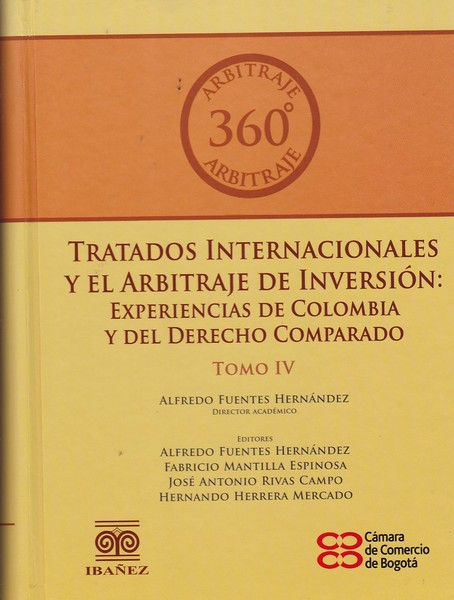 ARBITRAJE
360°
ARBITRAJE
TRATADOS INTERNACIONALES
Y EL ARBITRAJE DE INVERSIÓN:
EXPERIENCIAS DE COLOMBIA
Y DEL DERECHO COMPARADO
TOMO IV
ALFREDO FUENTES HERNÁNDEZ
DIRECTOR ACADÉMICO
EDITORES
ALFREDO FUENTES HERNÁNDEZ
FABRICIO MANTILLA ESPINOSA
JOSÉ ANTONIO RIVAS CAMPO
HERNANDO HERRERA MERCADO
IBAÑEZ
Cámara
de Comercio
de Bogotá